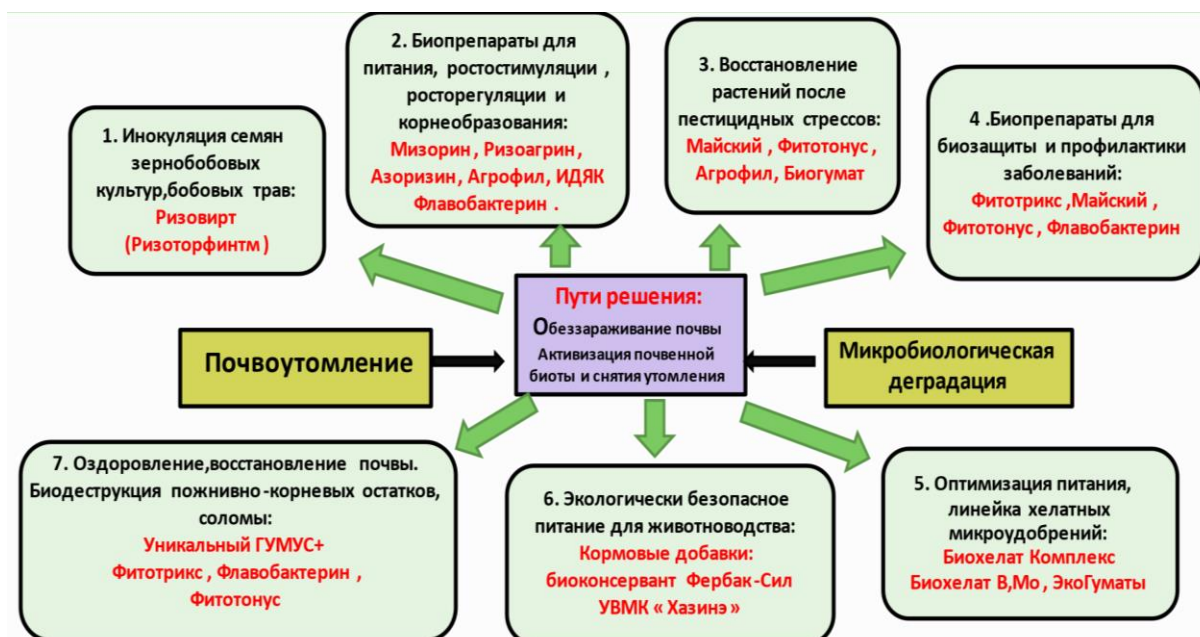 1. Инокуляция семян
зернобобовых
культур,бобовых трав:
Ризовирт
(Ризоторфинтм )
2. Биопрепараты для
питания, ростостимуляции ,
росторегуляции и
корнеобразования:
Мизорин , Ризоагрин,
Азоризин, Агрофил, ИДЯК
Флавобактерин .
3. Восстановление
растений после
пестицидных стрессов:
Майский , Фитотонус ,
Агрофил, Биогумат
4 .Биопрепараты для
биозащиты и профилактики
заболеваний:
Фитотрикс ,Майский ,
Фитотонус , Флавобактерин
Почвоутомление
Пути решения:
Обеззараживание почвы
Активизация почвенной
биоты и снятия утомления
Микробиологическая
деградация
7. Оздоровление,восстановление почвы.
Биодеструкция пожнивно-корневых остатков,
соломы:
Уникальный ГУМУС+
Фитотрикс , Флавобактерин ,
Фитотонус
6. Экологически безопасное
питание для животноводства:
Кормовые добавки:
биоконсервант Фербак-Сил
УВМК « Хазинэ »
5. Оптимизация питания,
линейка хелатных
микроудобрений:
Биохелат Комплекс
Биохелат В,Мо , ЭкоГуматы